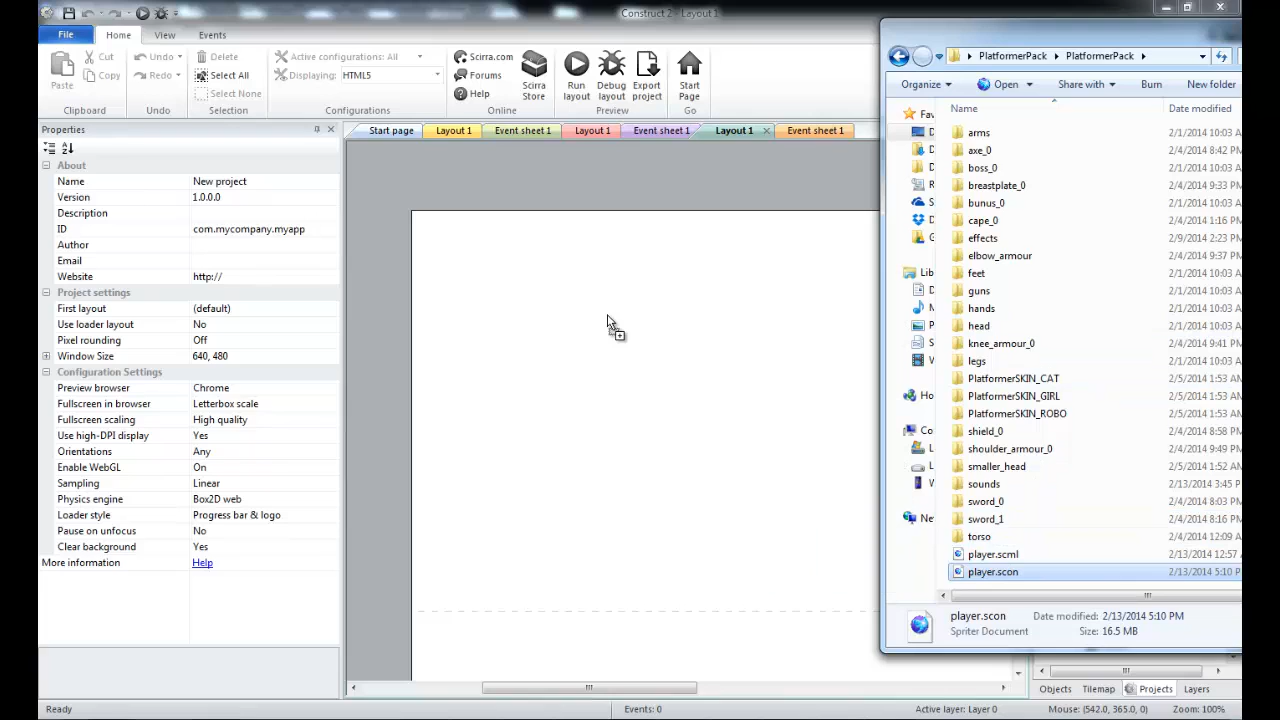 Construct 2 - Layout 1
File Home View Events
Paste Cut Copy Clipboard
Undo Redo Undo
Delete Select All Select None Selection
Active configurations: All
Displaying: HTML5
Configurations
Scirra.com Forums Help Scirra Store Online
Run layout Debug layout Export project Preview
Start Page Go
Properties
Start page Layout 1 Event sheet 1 Layout 1 Event sheet 1 Layout 1 Event sheet 1
About
Name New project
Version 1.0.0.0
Description
ID com.mycompany.myapp
Author
Email
Website http://
Project settings
First layout (default)
Use loader layout No
Pixel rounding Off
Window Size 640, 480
Configuration Settings
Preview browser Chrome
Fullscreen in browser Letterbox scale
Fullscreen scaling High quality
Use high-DPI display Yes
Orientations Any
Enable WebGL On
Sampling Linear
Physics engine Box2D web
Loader style Progress bar & logo
Pause on unfocus No
Clear background Yes
More information Help
PlatformerPack PlatformerPack
Organize Open Share with Burn New folder
Name Date modified
Fav
Lib
Ho
Co
Ne
arms 2/1/2014 10:03 A
axe_0 2/4/2014 8:42 P
boss_0 2/1/2014 10:03 A
breastplate_0 2/4/2014 9:33 P
bunus_0 2/1/2014 10:03 A
cape_0 2/4/2014 1:16 P
effects 2/9/2014 2:23 P
elbow_armour 2/4/2014 9:37 P
feet 2/1/2014 10:03 A
guns 2/1/2014 10:03 A
hands 2/1/2014 10:03 A
head 2/1/2014 10:03 A
knee_armour_0 2/4/2014 9:41 P
legs 2/1/2014 10:03 A
PlatformerSKIN_CAT 2/5/2014 1:53 A
PlatformerSKIN_GIRL 2/5/2014 1:53 A
PlatformerSKIN_ROBO 2/5/2014 1:53 A
shield_0 2/4/2014 8:58 P
shoulder_armour_0 2/4/2014 9:49 P
smaller_head 2/5/2014 1:52 A
sounds 2/13/2014 3:45 P
sword_0 2/4/2014 8:03 P
sword_1 2/4/2014 8:16 P
torso 2/4/2014 12:09 A
player.scml 2/13/2014 12:57
player.scon 2/13/2014 5:10 P
player.scon Date modified: 2/13/2014 5:10 PM
Spriter Document Size: 16.5 MB
Objects Tilemap Projects Layers
Ready Events: 0 Active layer: Layer 0 Mouse: (542.0, 365.0, 0) Zoom: 100%